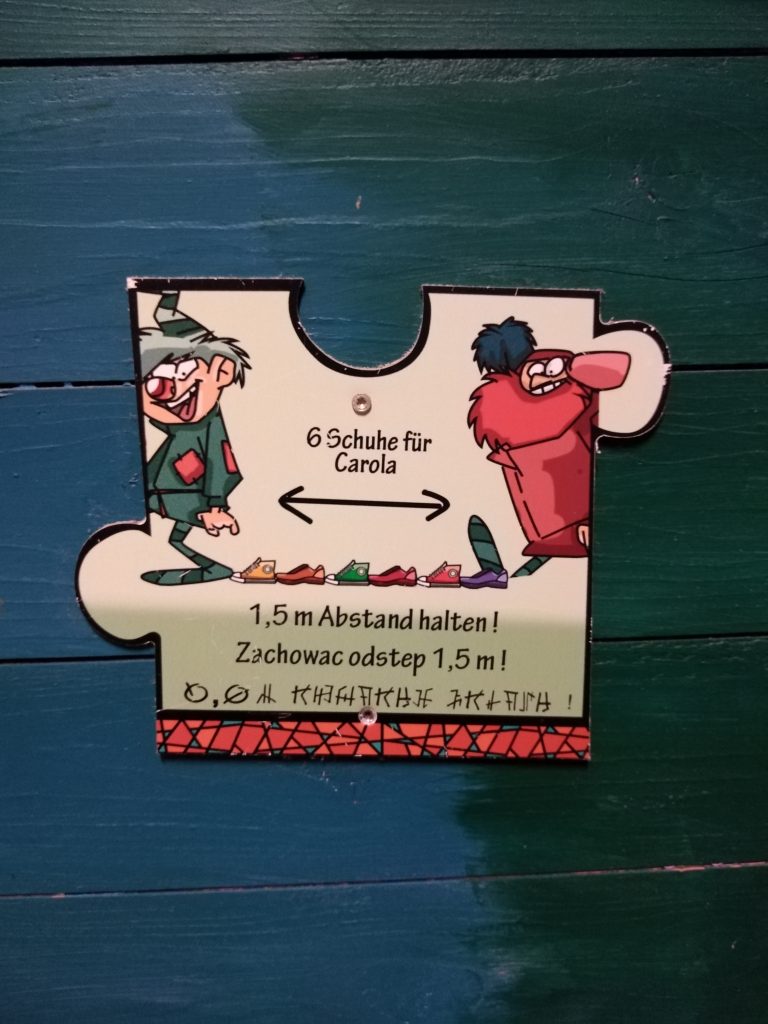 6 Schuhe für
Carola
1,5 m Abstand halten !
Zachowac odstep 1,5 m !